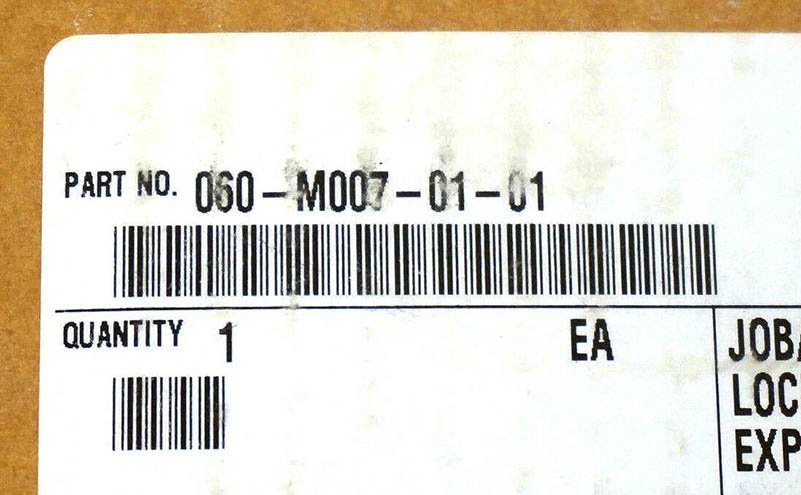 PART NO. 060-M007-01-01
QUANTITY 1 EA
JOB
LOC
EXP